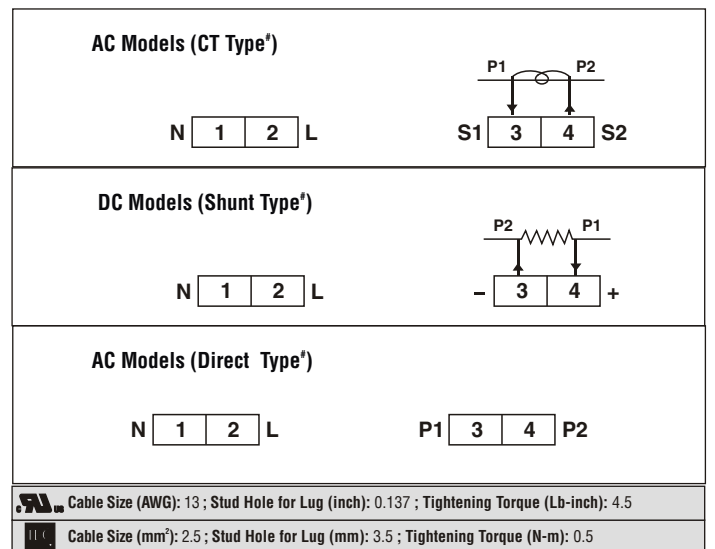 AC Models (CT Type#)
P1 P2
N 1 2 L S1 3 4 S2
DC Models (Shunt Type#)
P2 P1
N 1 2 L – 3 4 +
AC Models (Direct Type#)
N 1 2 L P1 3 4 P2
Cable Size (AWG): 13 ; Stud Hole for Lug (inch): 0.137 ; Tightening Torque (Lb-inch): 4.5
Cable Size (mm²): 2.5 ; Stud Hole for Lug (mm): 3.5 ; Tightening Torque (N-m): 0.5